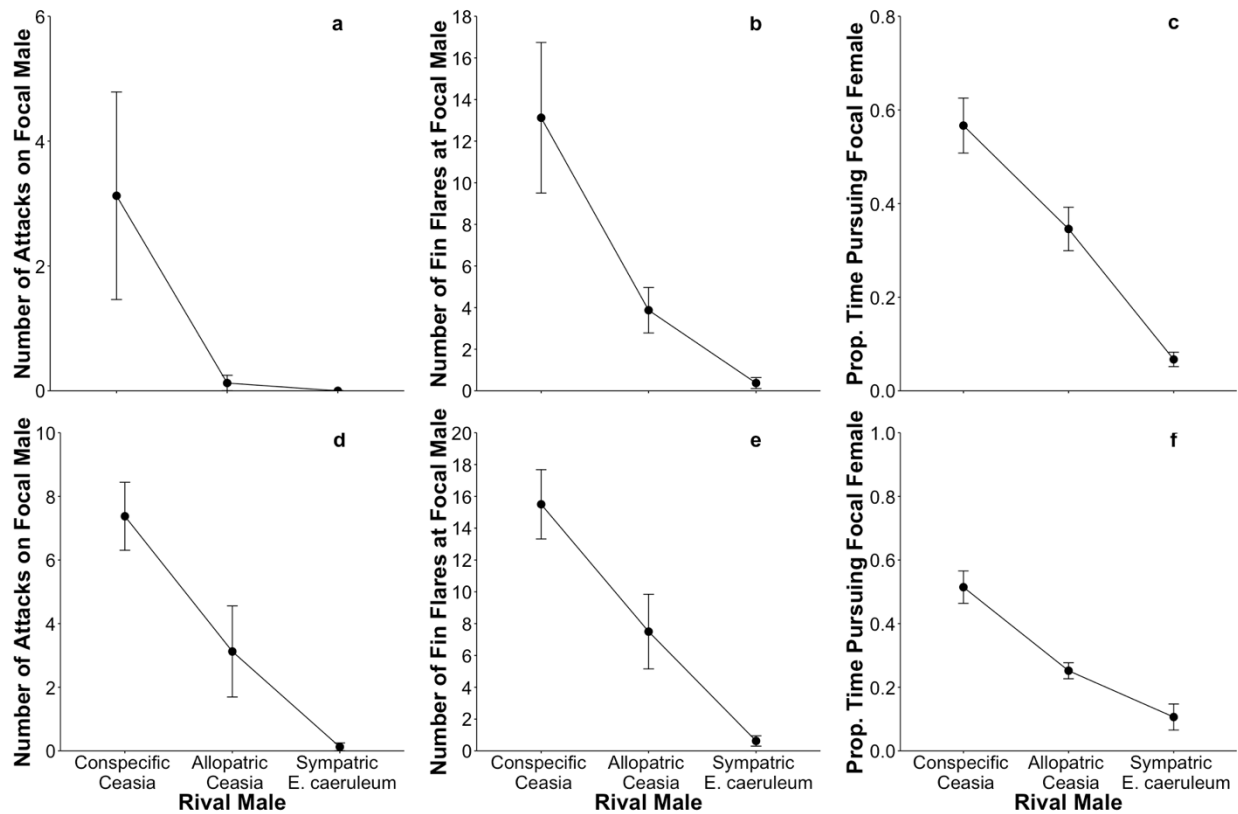 a
Number of Attacks on Focal Male
6
4
2
0
b
Number of Fin Flares at Focal Male
18
16
14
12
10
8
6
4
2
0
c
Prop. Time Pursuing Focal Female
0.8
0.6
0.4
0.2
0.0
d
Number of Attacks on Focal Male
10
8
6
4
2
0
Conspecific Ceasia
Allopatric Ceasia
Sympatric E. caeruleum
Rival Male
e
Number of Fin Flares at Focal Male
20
18
16
14
12
10
8
6
4
2
0
Conspecific Ceasia
Allopatric Ceasia
Sympatric E. caeruleum
Rival Male
f
Prop. Time Pursuing Focal Female
1.0
0.8
0.6
0.4
0.2
0.0
Conspecific Ceasia
Allopatric Ceasia
Sympatric E. caeruleum
Rival Male